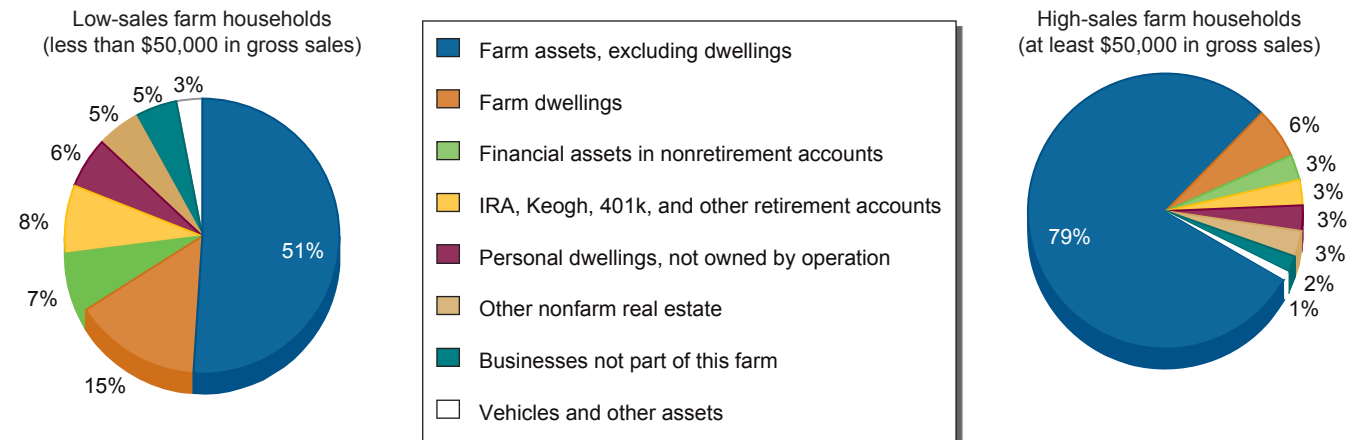 Low-sales farm households
(less than $50,000 in gross sales)
3%
5%
5%
6%
8%
7%
15%
51%
Farm assets, excluding dwellings
Farm dwellings
Financial assets in nonretirement accounts
IRA, Keogh, 401k, and other retirement accounts
Personal dwellings, not owned by operation
Other nonfarm real estate
Businesses not part of this farm
Vehicles and other assets
High-sales farm households
(at least $50,000 in gross sales)
6%
3%
3%
3%
3%
2%
1%
79%